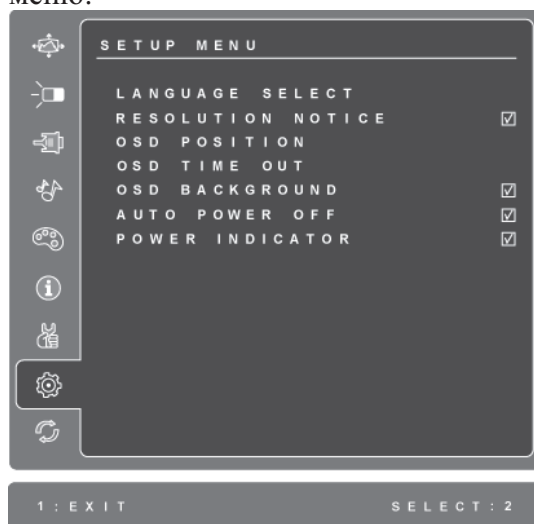 меню.
SETUP MENU
LANGUAGE SELECT
RESOLUTION NOTICE ☑
OSD POSITION
OSD TIME OUT
OSD BACKGROUND ☑
AUTO POWER OFF ☑
POWER INDICATOR ☑
1:EXIT SELECT:2